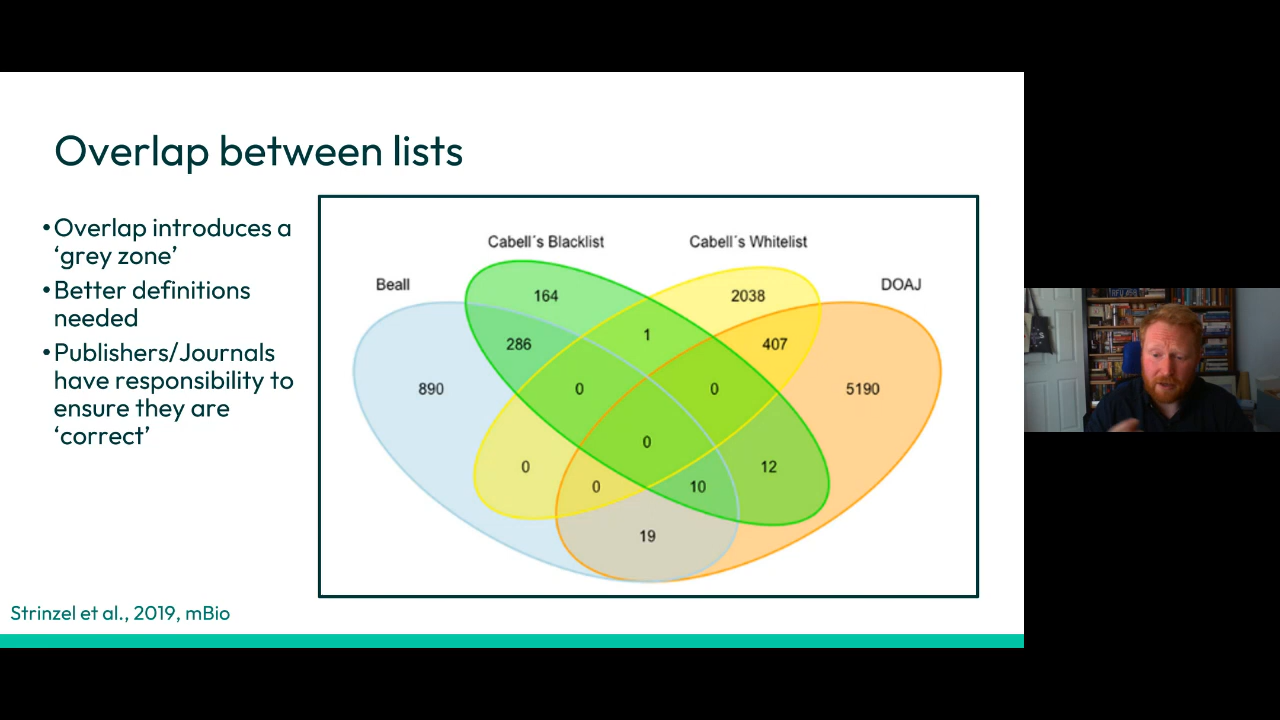 Overlap between lists
•Overlap introduces a
‘grey zone’
•Better definitions
needed
•Publishers/Journals
have responsibility to
ensure they are
‘correct’
Cabell´s Blacklist
Cabell´s Whitelist
Beall
DOAJ
164
2038
1
286
407
890
0
0
5190
0
0
12
0
10
19
Strinzel et al., 2019, mBio